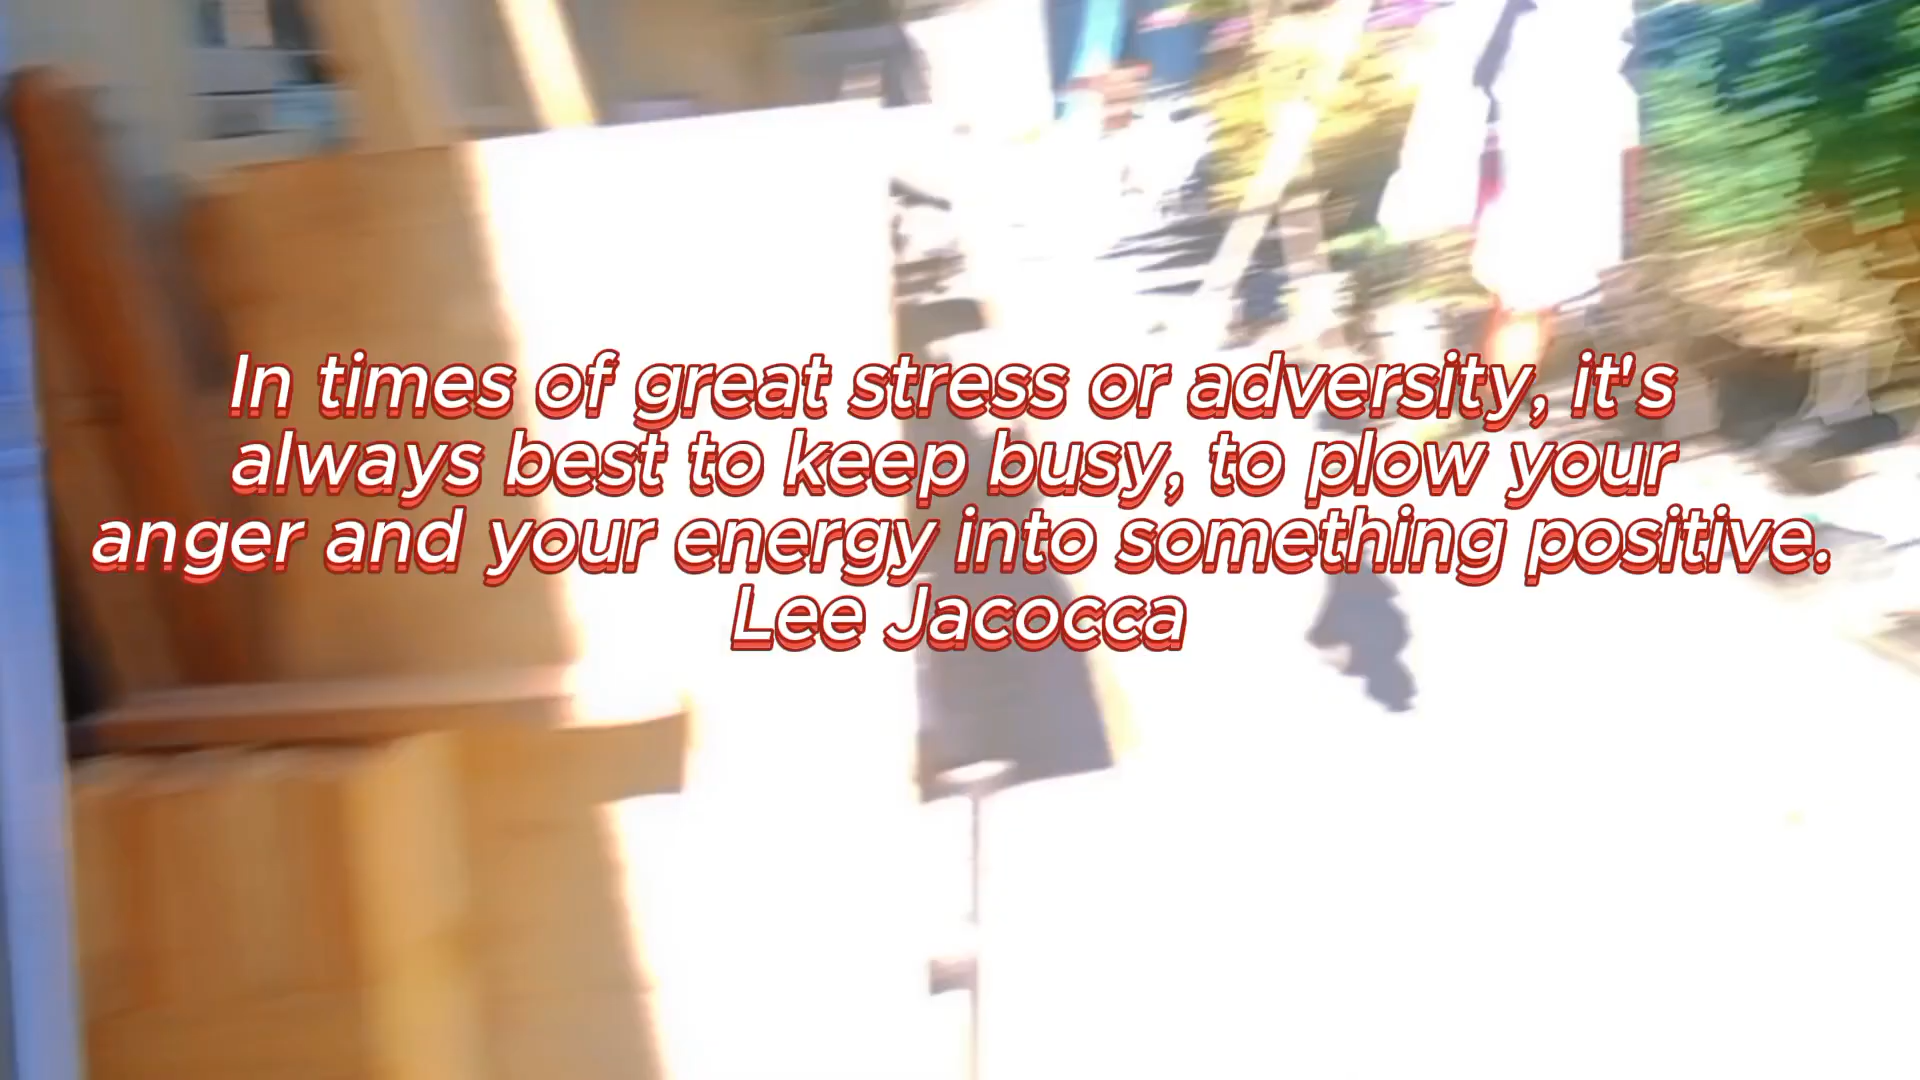 In times of great stress or adversity, it's
always best to keep busy, to plow your
anger and your energy into something positive.
Lee Jacocca